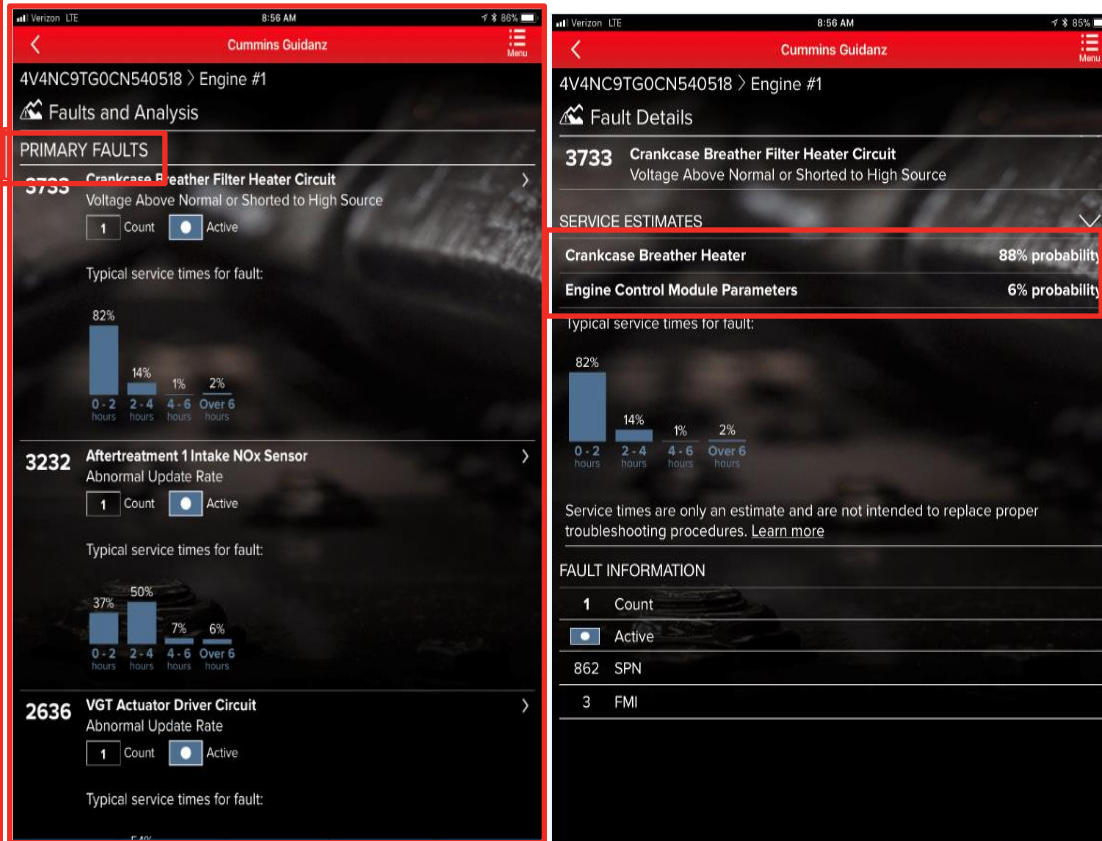 Verizon LTE 8:56 AM 86%
Cummins Guidanz
Menu
4V4NC9TG0CN540518 > Engine #1
Faults and Analysis
PRIMARY FAULTS
3733 Crankcase Breather Filter Heater Circuit
Voltage Above Normal or Shorted to High Source
1 Count Active
Typical service times for fault:
82%
14%
1% 2%
0 - 2 2 - 4 4 - 6 Over 6
hours hours hours hours
3232 Aftertreatment 1 Intake NOx Sensor
Abnormal Update Rate
1 Count Active
Typical service times for fault:
50%
37%
7% 6%
0 - 2 2 - 4 4 - 6 Over 6
hours hours hours hours
2636 VGT Actuator Driver Circuit
Abnormal Update Rate
1 Count Active
Typical service times for fault:
Verizon LTE 8:56 AM 85%
Cummins Guidanz
Menu
4V4NC9TG0CN540518 > Engine #1
Fault Details
3733 Crankcase Breather Filter Heater Circuit
Voltage Above Normal or Shorted to High Source
SERVICE ESTIMATES
Crankcase Breather Heater 88% probability
Engine Control Module Parameters 6% probability
Typical service times for fault:
82%
14%
1% 2%
0 - 2 2 - 4 4 - 6 Over 6
hours hours hours hours
Service times are only an estimate and are not intended to replace proper
troubleshooting procedures. Learn more
FAULT INFORMATION
1 Count
Active
862 SPN
3 FMI